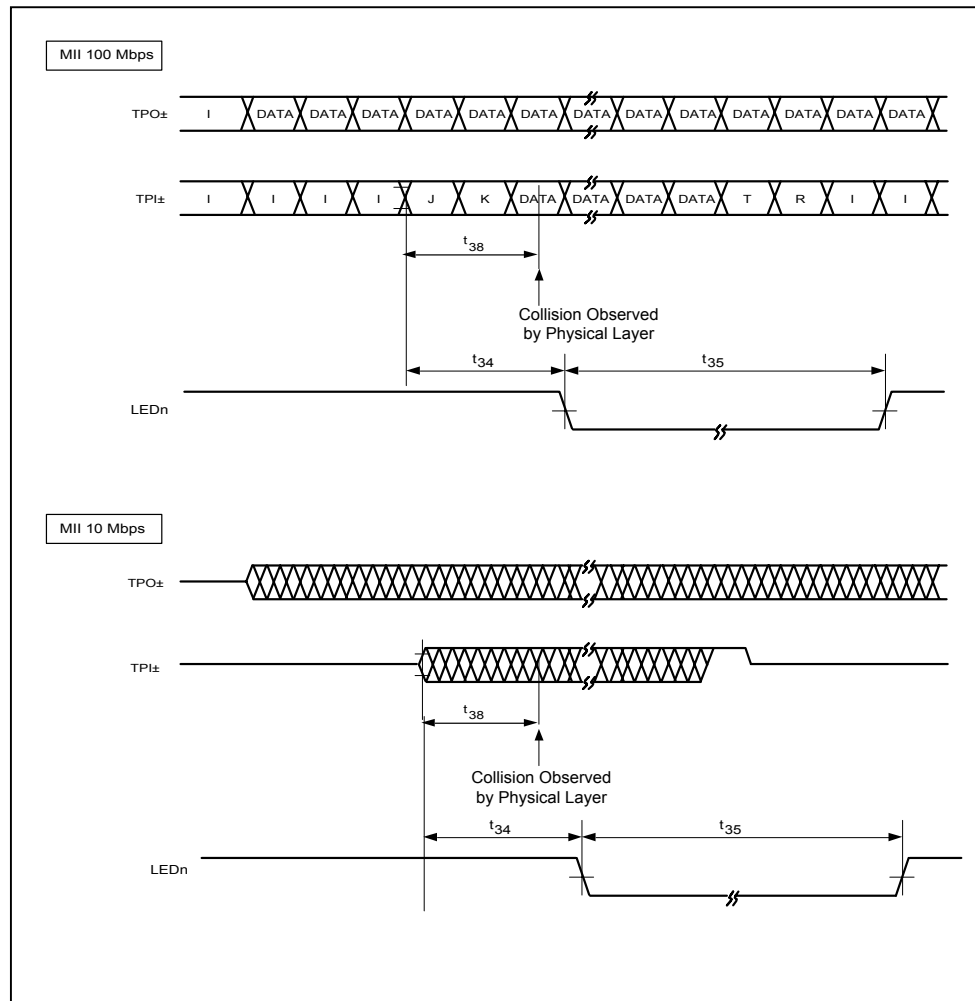 MII 100 Mbps
TPO± I DATA DATA DATA DATA DATA DATA DATA DATA DATA DATA DATA DATA DATA
TPI± I I I I J K DATA DATA DATA DATA T R I I
t38
Collision Observed
by Physical Layer
t34 t35
LEDn
MII 10 Mbps
TPO±
TPI±
t38
Collision Observed
by Physical Layer
t34 t35
LEDn